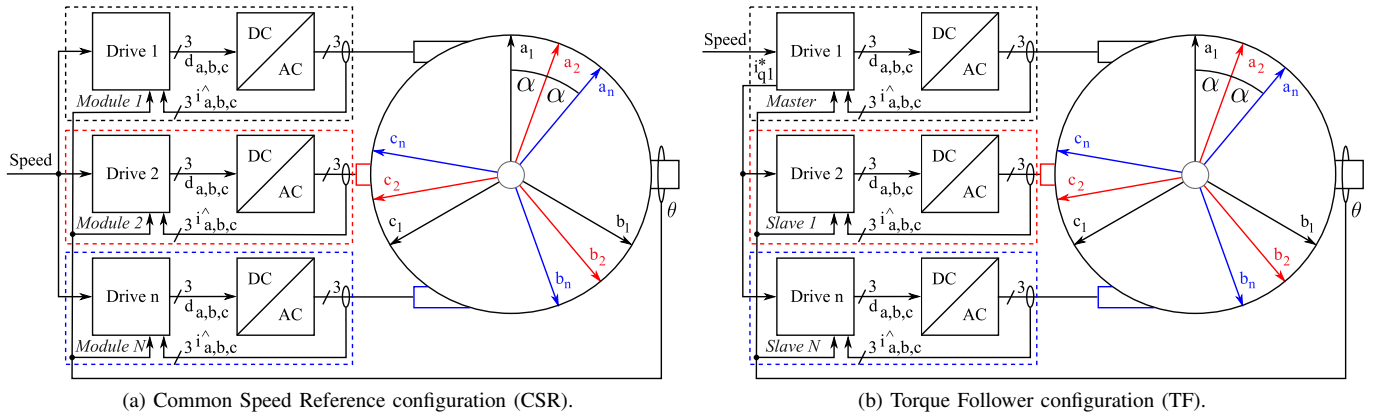 Drive 1
3
d a,b,c
DC
AC
3
Module 1
3 i^ a,b,c
Speed
Drive 2
3
d a,b,c
DC
AC
3
Module 2
3 i^ a,b,c
Drive n
3
d a,b,c
DC
AC
3
Module N
3 i^ a,b,c
a1
a2
an
α
α
cn
c2
c1
b1
b2
bn
θ
(a) Common Speed Reference configuration (CSR).
Speed
i*q1
Drive 1
3
d a,b,c
DC
AC
3
Master
3 i^ a,b,c
Drive 2
3
d a,b,c
DC
AC
3
Slave 1
3 i^ a,b,c
Drive n
3
d a,b,c
DC
AC
3
Slave N
3 i^ a,b,c
a1
a2
an
α
α
cn
c2
c1
b1
b2
bn
θ
(b) Torque Follower configuration (TF).